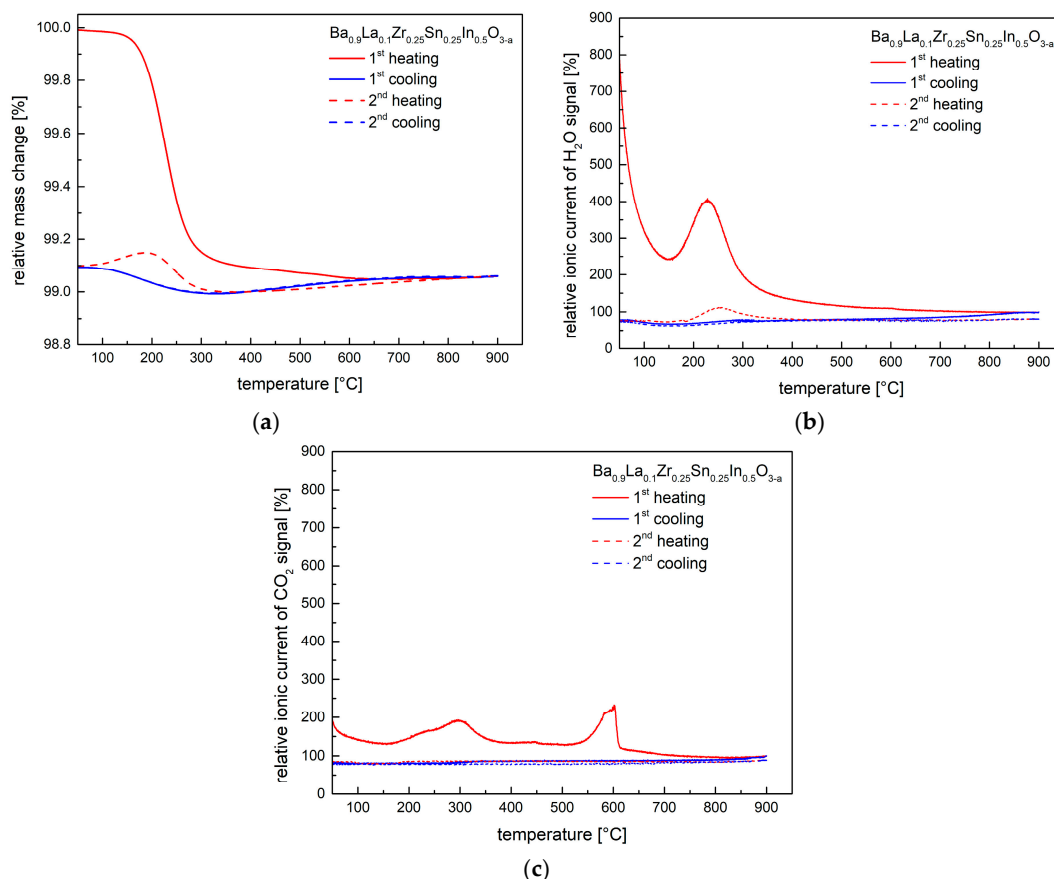 Ba0.9La0.1Zr0.25Sn0.25In0.5O3-a
1st heating
1st cooling
2nd heating
2nd cooling
relative mass change [%]
100.0
99.8
99.6
99.4
99.2
99.0
98.8
100 200 300 400 500 600 700 800 900
temperature [°C]
(a)
Ba0.9La0.1Zr0.25Sn0.25In0.5O3-a
1st heating
1st cooling
2nd heating
2nd cooling
relative ionic current of H2O signal [%]
900
800
700
600
500
400
300
200
100
0
100 200 300 400 500 600 700 800 900
temperature [°C]
(b)
Ba0.9La0.1Zr0.25Sn0.25In0.5O3-a
1st heating
1st cooling
2nd heating
2nd cooling
relative ionic current of CO2 signal [%]
900
800
700
600
500
400
300
200
100
0
100 200 300 400 500 600 700 800 900
temperature [°C]
(c)